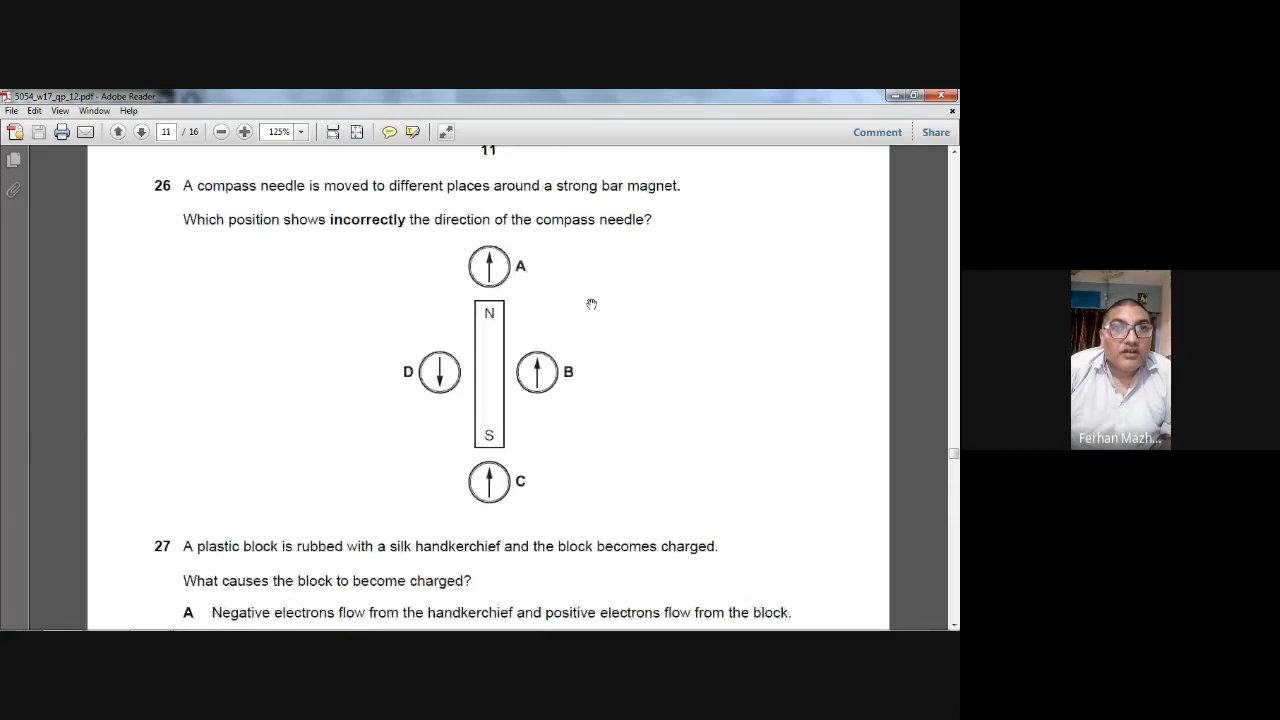 5054_w17_qp_12.pdf - Adobe Reader
File Edit View Window Help
11 / 16 125% Comment Share
11
26 A compass needle is moved to different places around a strong bar magnet.
Which position shows incorrectly the direction of the compass needle?
A
N
D B
S
C
27 A plastic block is rubbed with a silk handkerchief and the block becomes charged.
What causes the block to become charged?
A Negative electrons flow from the handkerchief and positive electrons flow from the block.
Ferhan Mazh...